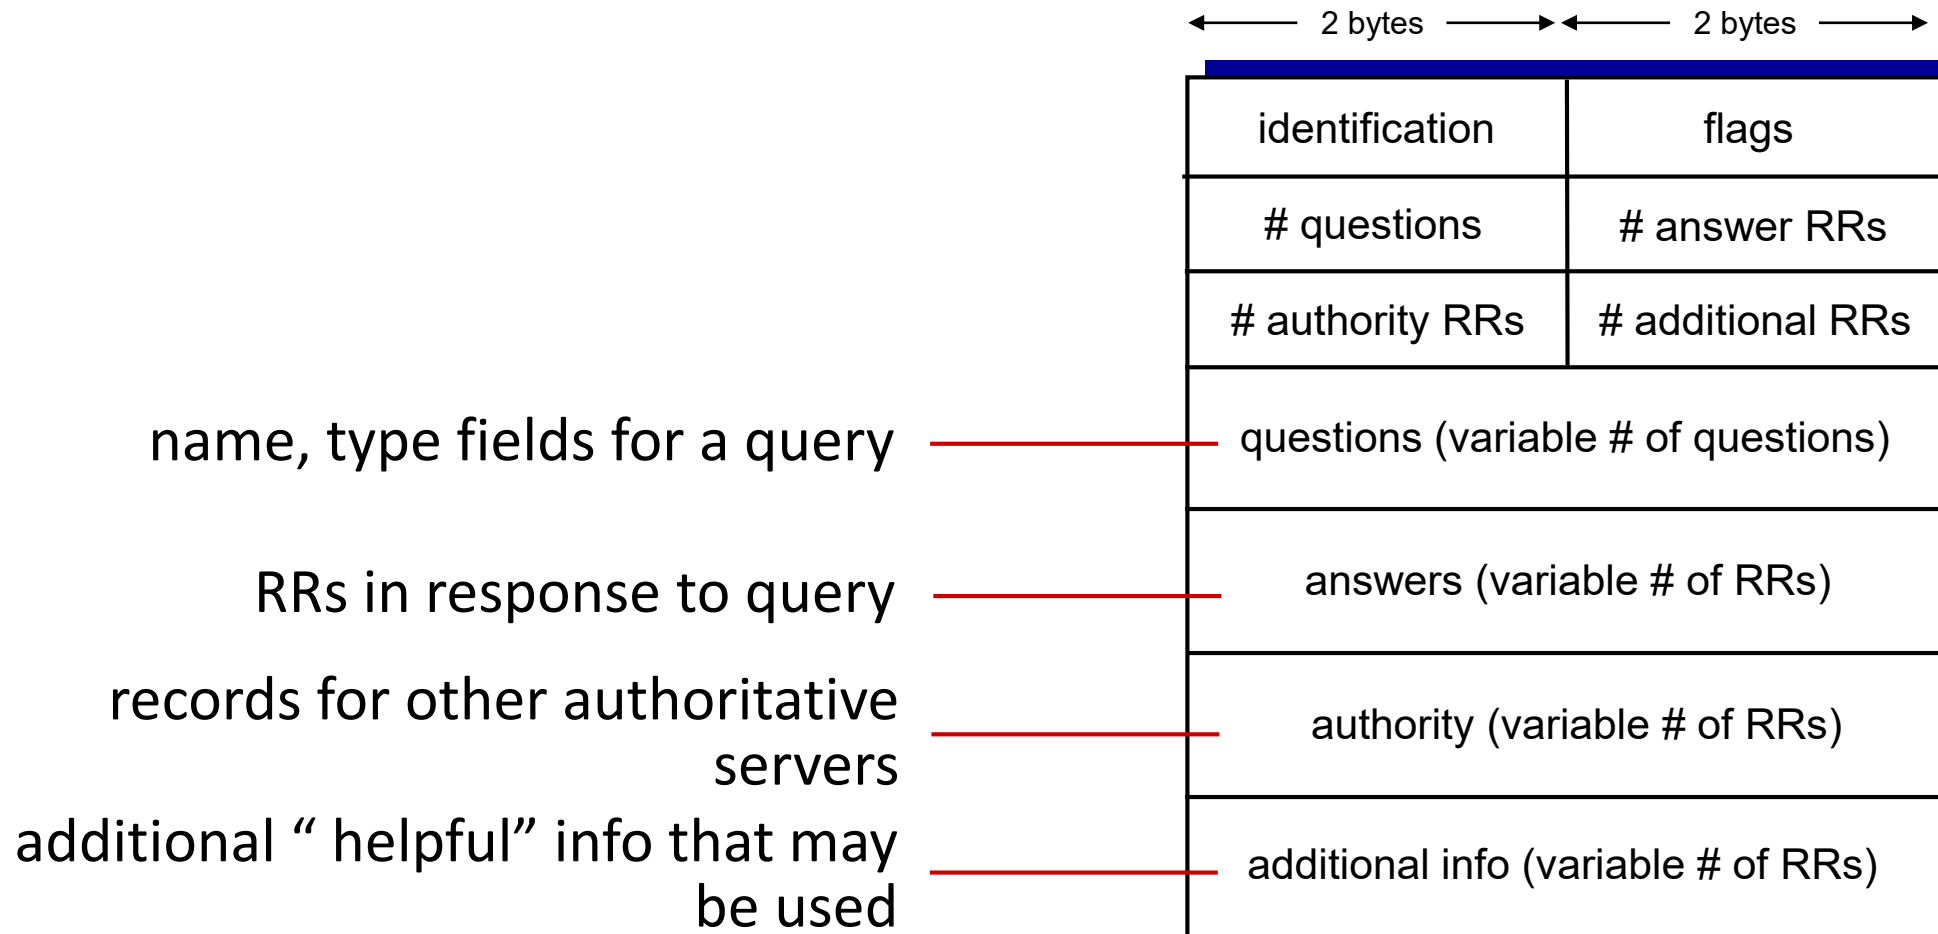 2 bytes 2 bytes
identification flags
# questions # answer RRs
# authority RRs # additional RRs
name, type fields for a query questions (variable # of questions)
RRs in response to query answers (variable # of RRs)
records for other authoritative
servers
authority (variable # of RRs)
additional “ helpful” info that may
be used
additional info (variable # of RRs)